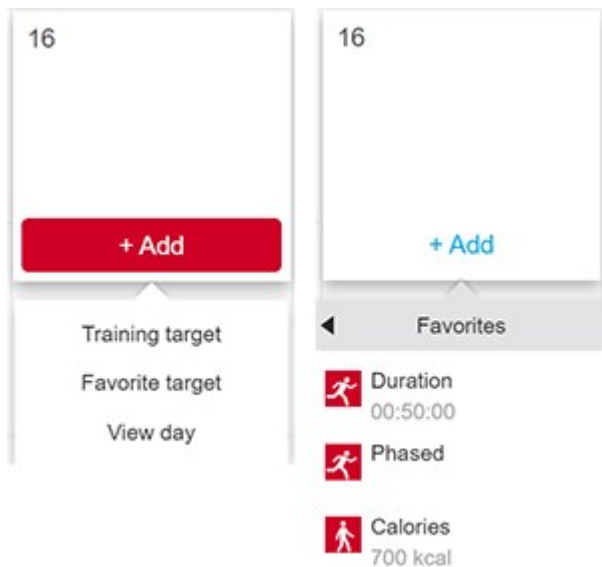 16
+ Add
Training target
Favorite target
View day
16
+ Add
Favorites
Duration
00:50:00
Phased
Calories
700 kcal